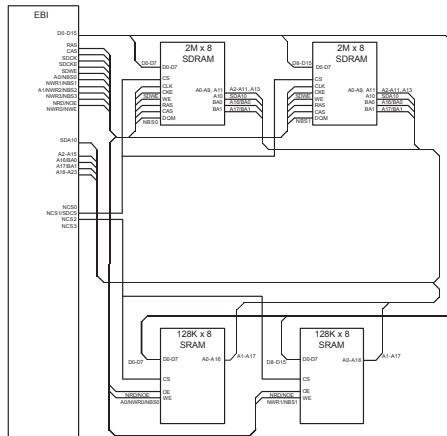 EBI
D0-D15
RAS
CAS
SDCK
SDCKE
SDWE
A0/NBS0
NWR1/NBS1
A1/NWR2/NBS2
NWR3/NBS3
NRD/NOE
NWR0/NWE
SDA10
A2-A15
A16/BA0
A17/BA1
A18-A23
NCS0
NCS1/SDCS
NCS2
NCS3
2M x 8
SDRAM
D0-D7
D0-D7
CS
CLK
CKE
SDWE
WE
RAS
CAS
DQM
NBS0
A0-A9, A11
A2-A11, A13
A10
SDA10
BA0
A16/BA0
BA1
A17/BA1
2M x 8
SDRAM
D8-D15
D0-D7
CS
CLK
CKE
SDWE
WE
RAS
CAS
DQM
NBS1
A0-A9, A11
A2-A11, A13
A10
SDA10
BA0
A16/BA0
BA1
A17/BA1
128K x 8
SRAM
D0-D7
D0-D7
A0-A16
A1-A17
CS
OE
NRD/NOE
WE
A0/NWR0/NBS0
128K x 8
SRAM
D8-D15
D0-D7
A0-A16
A1-A17
CS
OE
NRD/NOE
WE
NWR1/NBS1